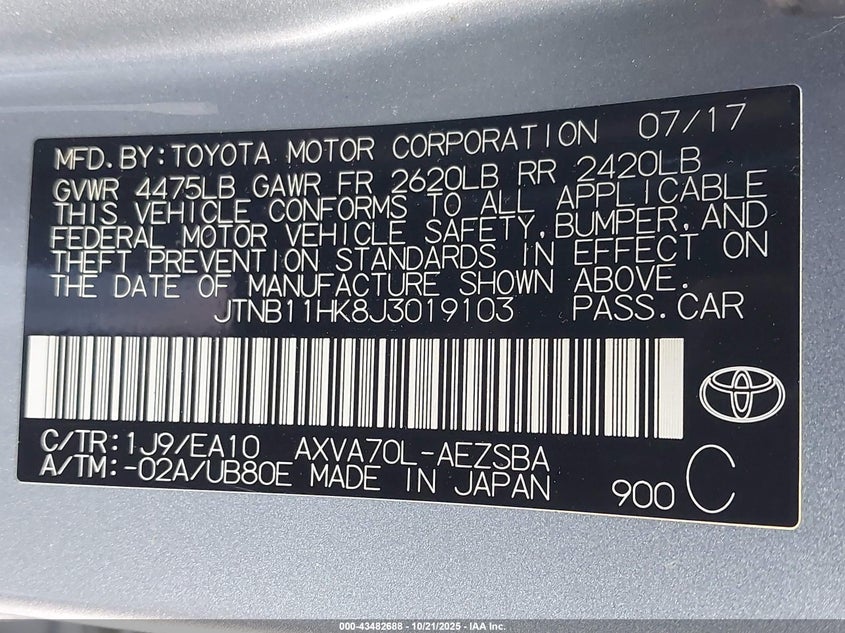 MFD.BY:TOYOTA MOTOR CORPORATION 07/17
GVWR 4475LB GAWR FR 2620LB RR 2420LB
THIS VEHICLE CONFORMS TO ALL APPLICABLE
FEDERAL MOTOR VEHICLE SAFETY,BUMPER,AND
THEFT PREVENTION STANDARDS IN EFFECT ON
THE DATE OF MANUFACTURE SHOWN ABOVE.
JTNB11HK8J3019103 PASS.CAR
C/TR:1J9/EA10 AXVA70L-AEZSBA
A/TM:-02A/UB80E MADE IN JAPAN 900 C
000-43482688 - 10/21/2025 - IAA Inc.